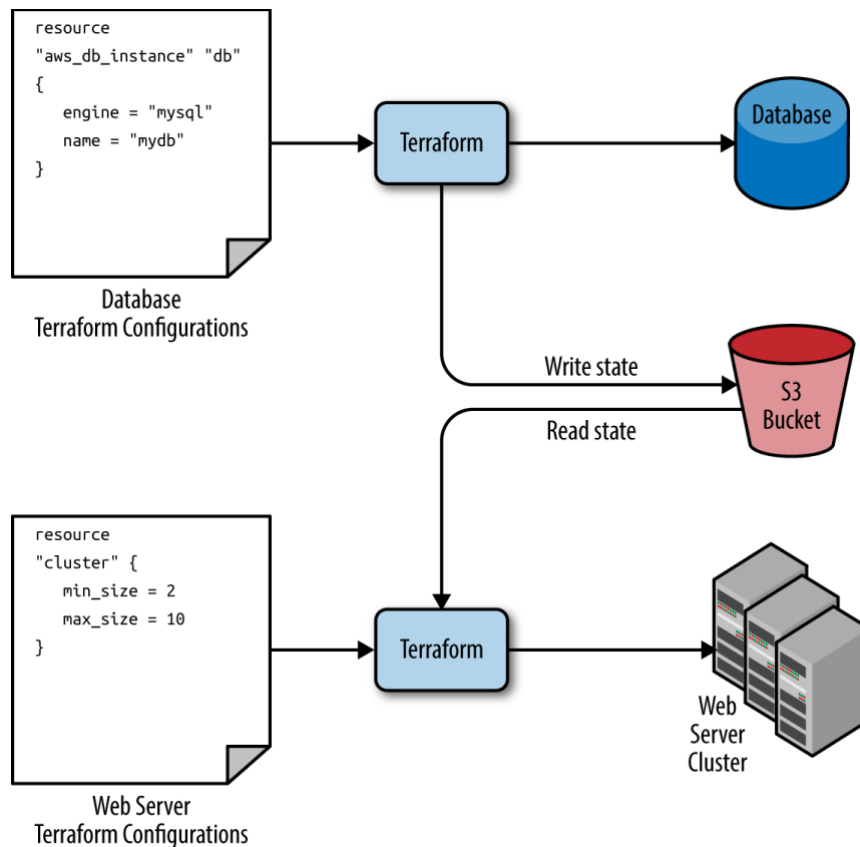 resource
"aws_db_instance" "db"
{
engine = "mysql"
name = "mydb"
}
Terraform
Database
Database
Terraform Configurations
Write state
S3
Bucket
Read state
resource
"cluster" {
min_size = 2
max_size = 10
}
Terraform
Web
Server
Cluster
Web Server
Terraform Configurations